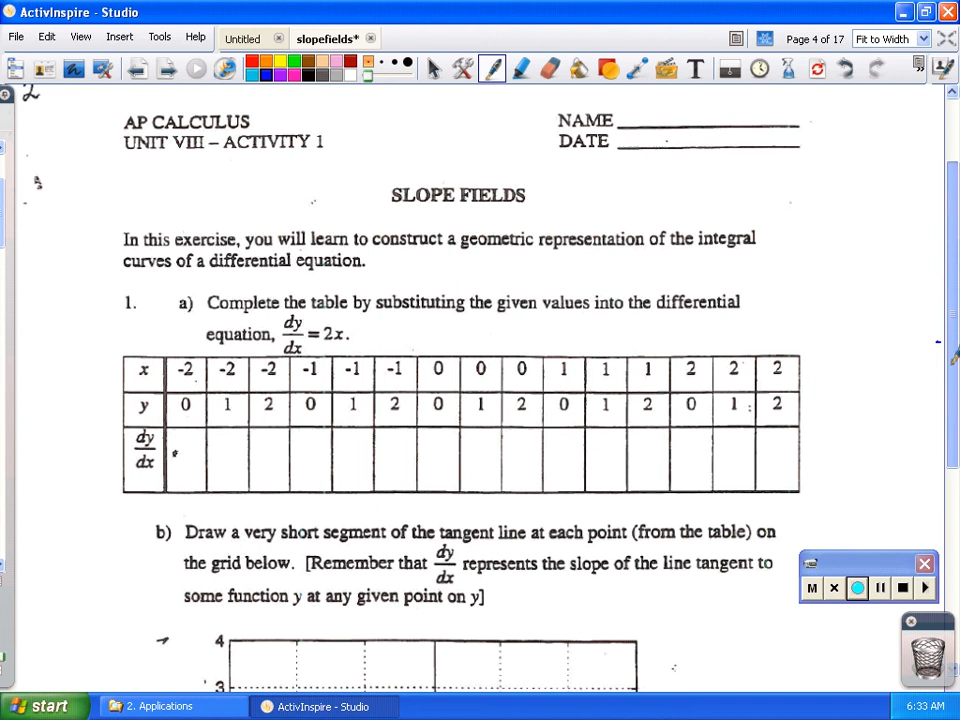 ActivInspire - Studio
File Edit View Insert Tools Help Untitled slopefields* Page 4 of 17 Fit to Width
AP CALCULUS NAME
UNIT VIII – ACTIVITY 1 DATE
SLOPE FIELDS
In this exercise, you will learn to construct a geometric representation of the integral
curves of a differential equation.
1. a) Complete the table by substituting the given values into the differential
equation, dy/dx = 2x.
x -2 -2 -2 -1 -1 -1 0 0 0 1 1 1 2 2 2
y 0 1 2 0 1 2 0 1 2 0 1 2 0 1 2
dy/dx
b) Draw a very short segment of the tangent line at each point (from the table) on
the grid below. [Remember that dy/dx represents the slope of the line tangent to
some function y at any given point on y]
4
3
M
start 2. Applications ActivInspire - Studio 6:33 AM